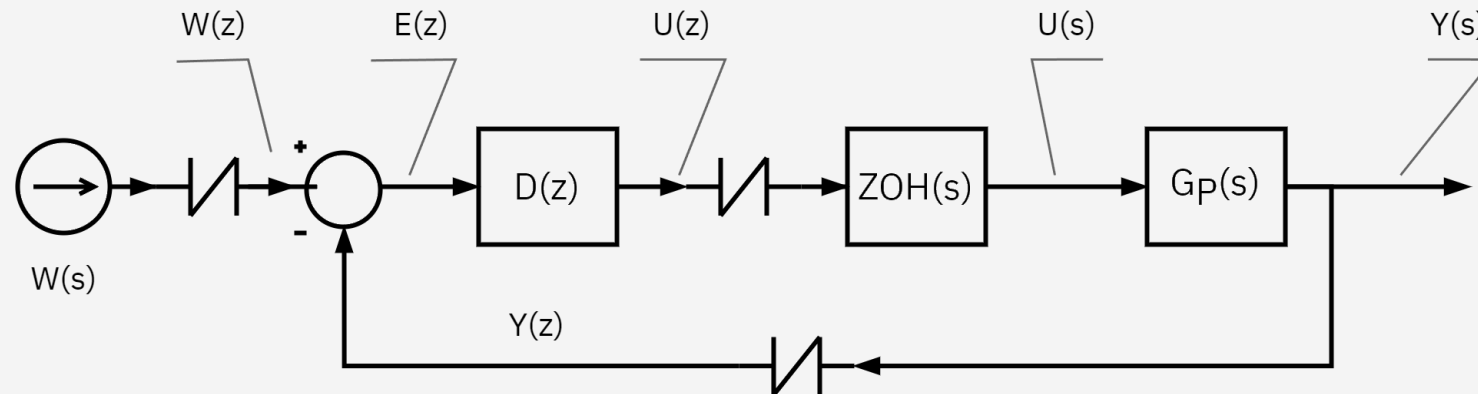 W(z)
E(z)
U(z)
U(s)
Y(s)
+
D(z)
ZOH(s)
GP(s)
-
W(s)
Y(z)